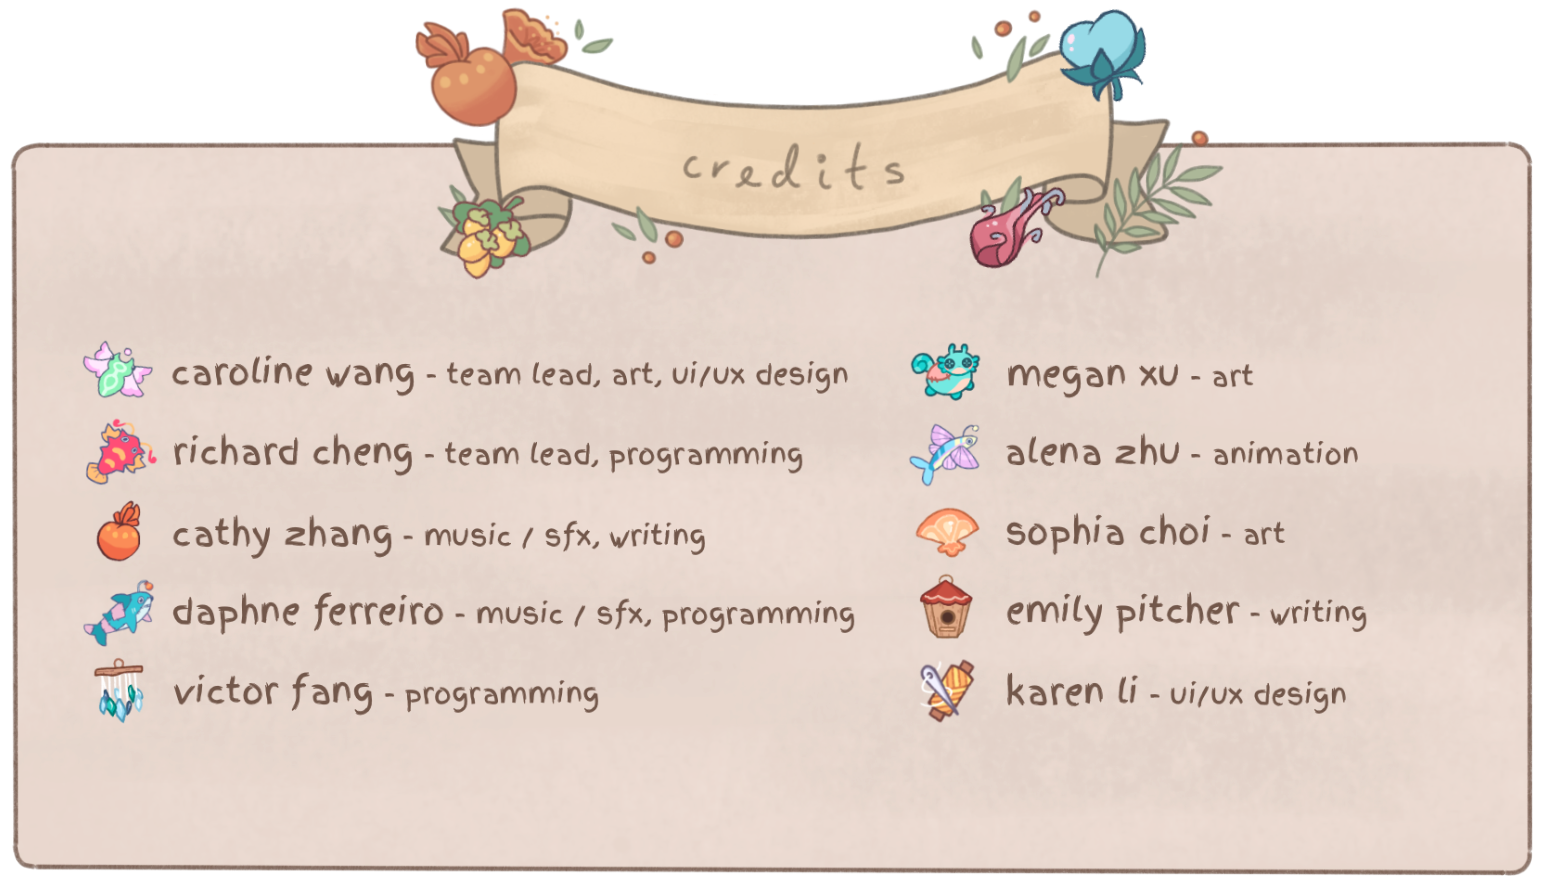 credits
caroline wang - team lead, art, ui/ux design
richard cheng - team lead, programming
cathy zhang - music / sfx, writing
daphne ferreiro - music / sfx, programming
victor fang - programming
megan xu - art
alena zhu - animation
sophia choi - art
emily pitcher - writing
karen li - ui/ux design